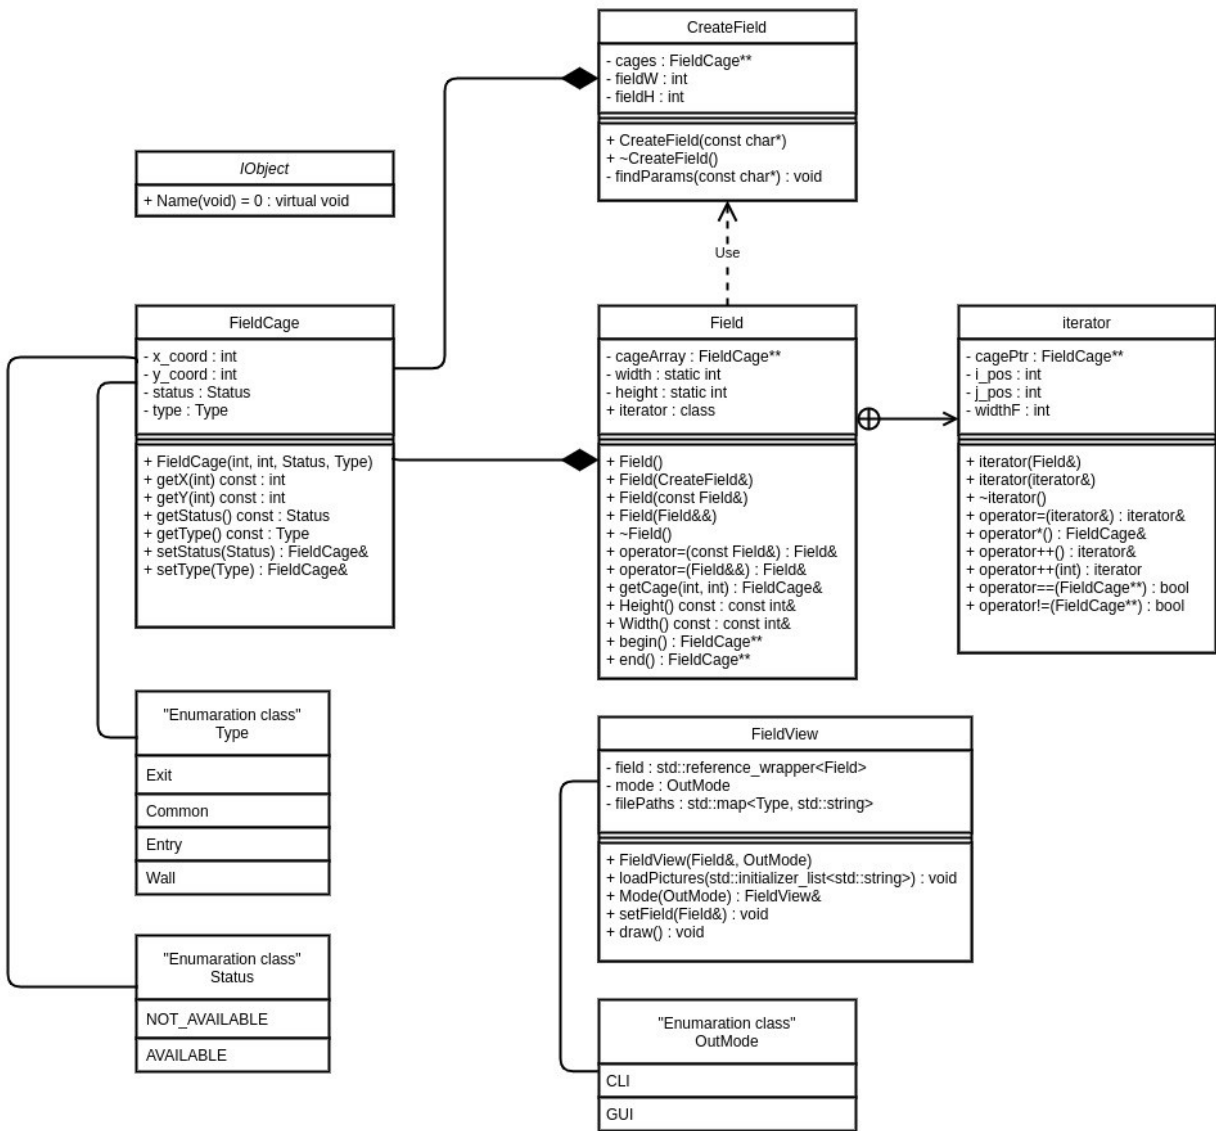 CreateField
- cages : FieldCage**
- fieldW : int
- fieldH : int
+ CreateField(const char*)
+ ~CreateField()
- findParams(const char*) : void
IObject
+ Name(void) = 0 : virtual void
Use
FieldCage
- x_coord : int
- y_coord : int
- status : Status
- type : Type
+ FieldCage(int, int, Status, Type)
+ getX(int) const : int
+ getY(int) const : int
+ getStatus() const : Status
+ getType() const : Type
+ setStatus(Status) : FieldCage&
+ setType(Type) : FieldCage&
Field
- cageArray : FieldCage**
- width : static int
- height : static int
+ iterator : class
+ Field()
+ Field(CreateField&)
+ Field(const Field&)
+ Field(Field&&)
+ ~Field()
+ operator=(const Field&) : Field&
+ operator=(Field&&) : Field&
+ getCage(int, int) : FieldCage&
+ Height() const : const int&
+ Width() const : const int&
+ begin() : FieldCage**
+ end() : FieldCage**
iterator
- cagePtr : FieldCage**
- i_pos : int
- j_pos : int
- widthF : int
+ iterator(Field&)
+ iterator(iterator&)
+ ~iterator()
+ operator=(iterator&) : iterator&
+ operator*() : FieldCage&
+ operator++() : iterator&
+ operator++(int) : iterator
+ operator==(FieldCage**) : bool
+ operator!=(FieldCage**) : bool
"Enumaration class"
Type
Exit
Common
Entry
Wall
FieldView
- field : std::reference_wrapper<Field>
- mode : OutMode
- filePaths : std::map<Type, std::string>
+ FieldView(Field&, OutMode)
+ loadPictures(std::initializer_list<std::string>) : void
+ Mode(OutMode) : FieldView&
+ setField(Field&) : void
+ draw() : void
"Enumaration class"
Status
NOT_AVAILABLE
AVAILABLE
"Enumaration class"
OutMode
CLI
GUI